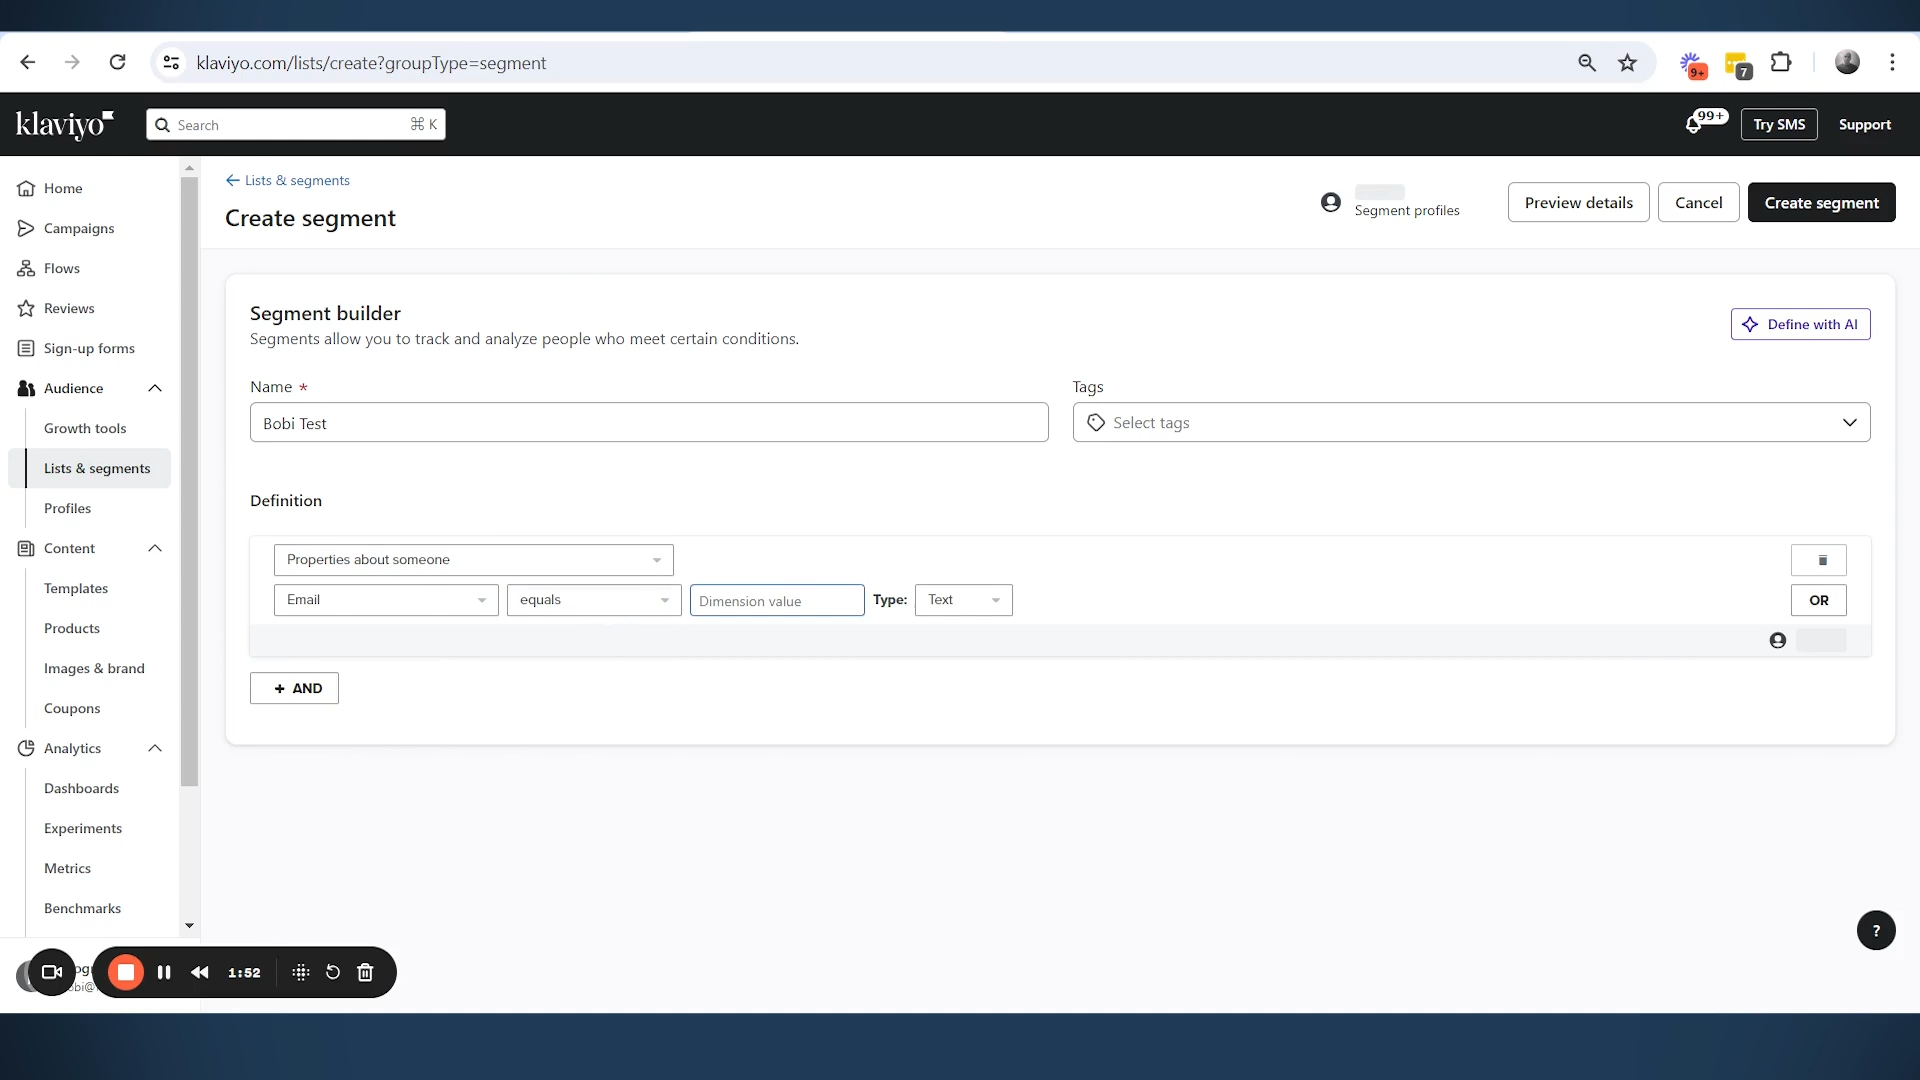 klaviyo.com/lists/create?groupType=segment
9+
7
klaviyo
Search
⌘ K
99+
Try SMS
Support
Home
Campaigns
Flows
Reviews
Sign-up forms
Audience
Growth tools
Lists & segments
Profiles
Content
Templates
Products
Images & brand
Coupons
Analytics
Dashboards
Experiments
Metrics
Benchmarks
← Lists & segments
Create segment
Segment profiles
Preview details
Cancel
Create segment
Segment builder
Segments allow you to track and analyze people who meet certain conditions.
Define with AI
Name *
Bobi Test
Tags
Select tags
Definition
Properties about someone
Email
equals
Dimension value
Type:
Text
OR
+ AND
?
1:52